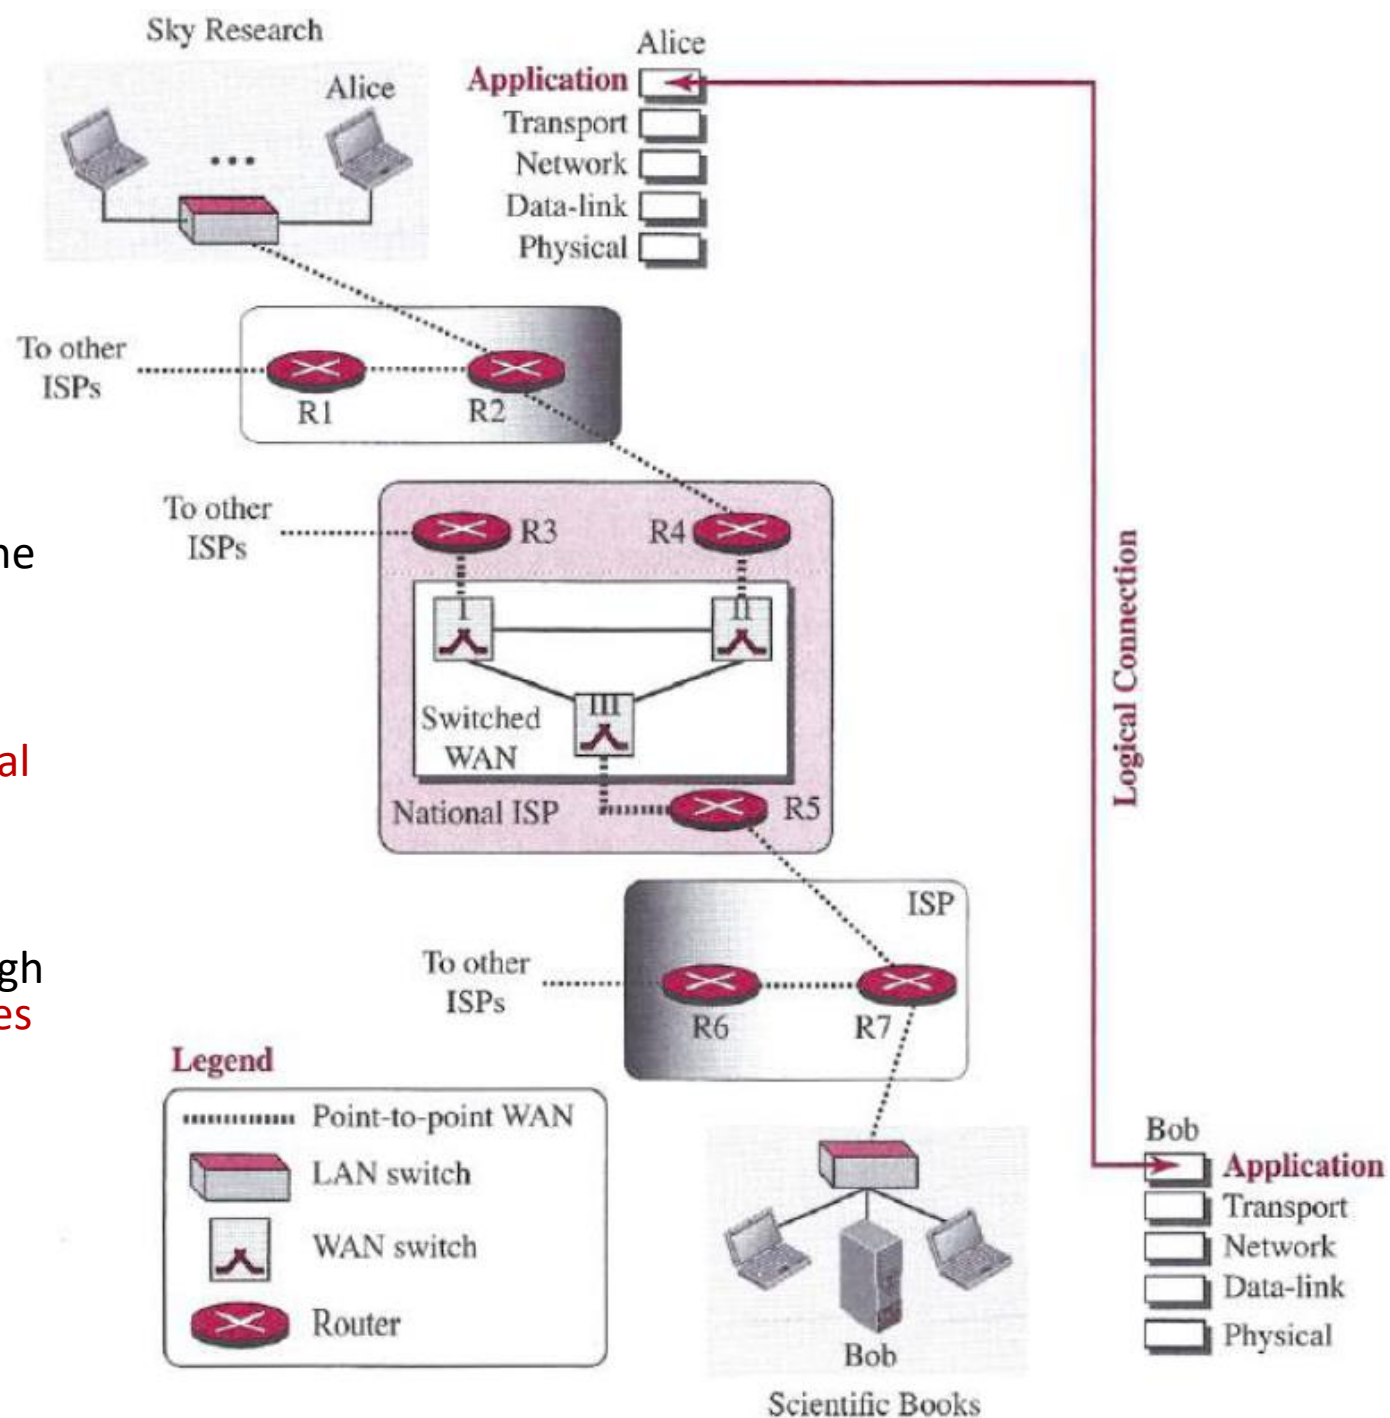 Sky Research
Alice
Alice
Application
Transport
Network
Data-link
Physical
To other
ISPs
R1
R2
To other
ISPs
R3
R4
I
II
III
Switched
WAN
National ISP
R5
ne
al
gh
es
Logical Connection
ISP
To other
ISPs
R6
R7
Legend
Point-to-point WAN
LAN switch
WAN switch
Router
Bob
Scientific Books
Bob
Application
Transport
Network
Data-link
Physical